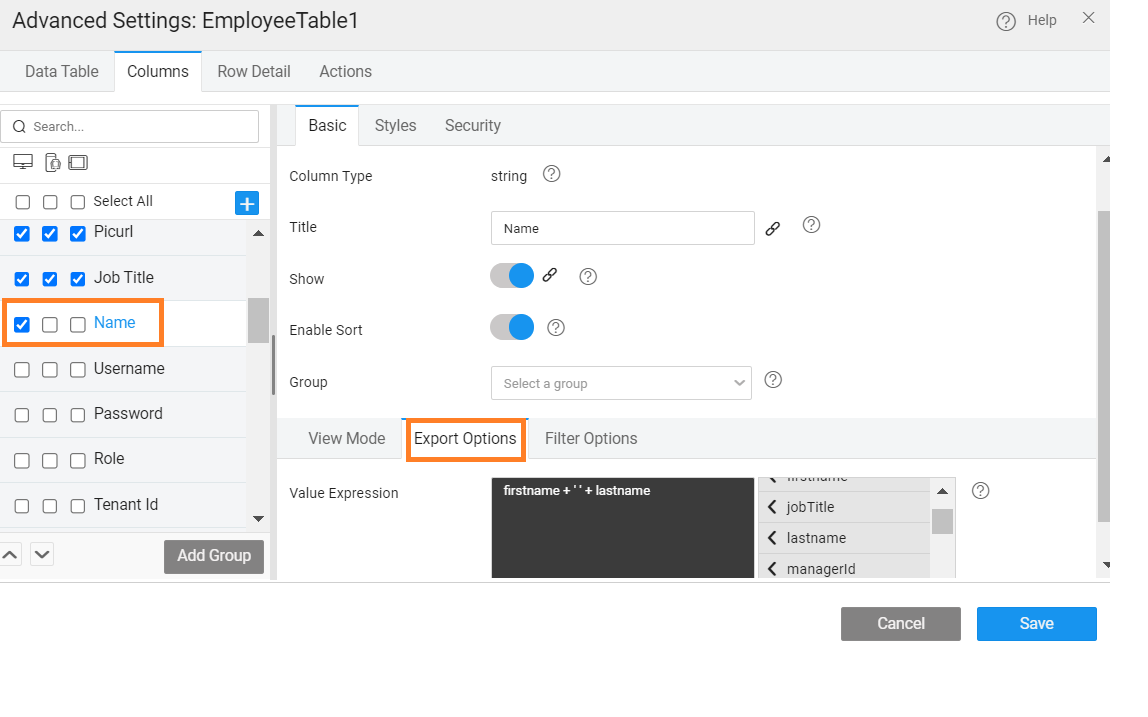 Advanced Settings: EmployeeTable1
Help
Data Table
Columns
Row Detail
Actions
Search...
Select All
Picurl
Job Title
Name
Username
Password
Role
Tenant Id
Add Group
Basic
Styles
Security
Column Type
string
Title
Name
Show
Enable Sort
Group
Select a group
View Mode
Export Options
Filter Options
Value Expression
firstname + ' ' + lastname
firstname
jobTitle
lastname
managerId
Cancel
Save